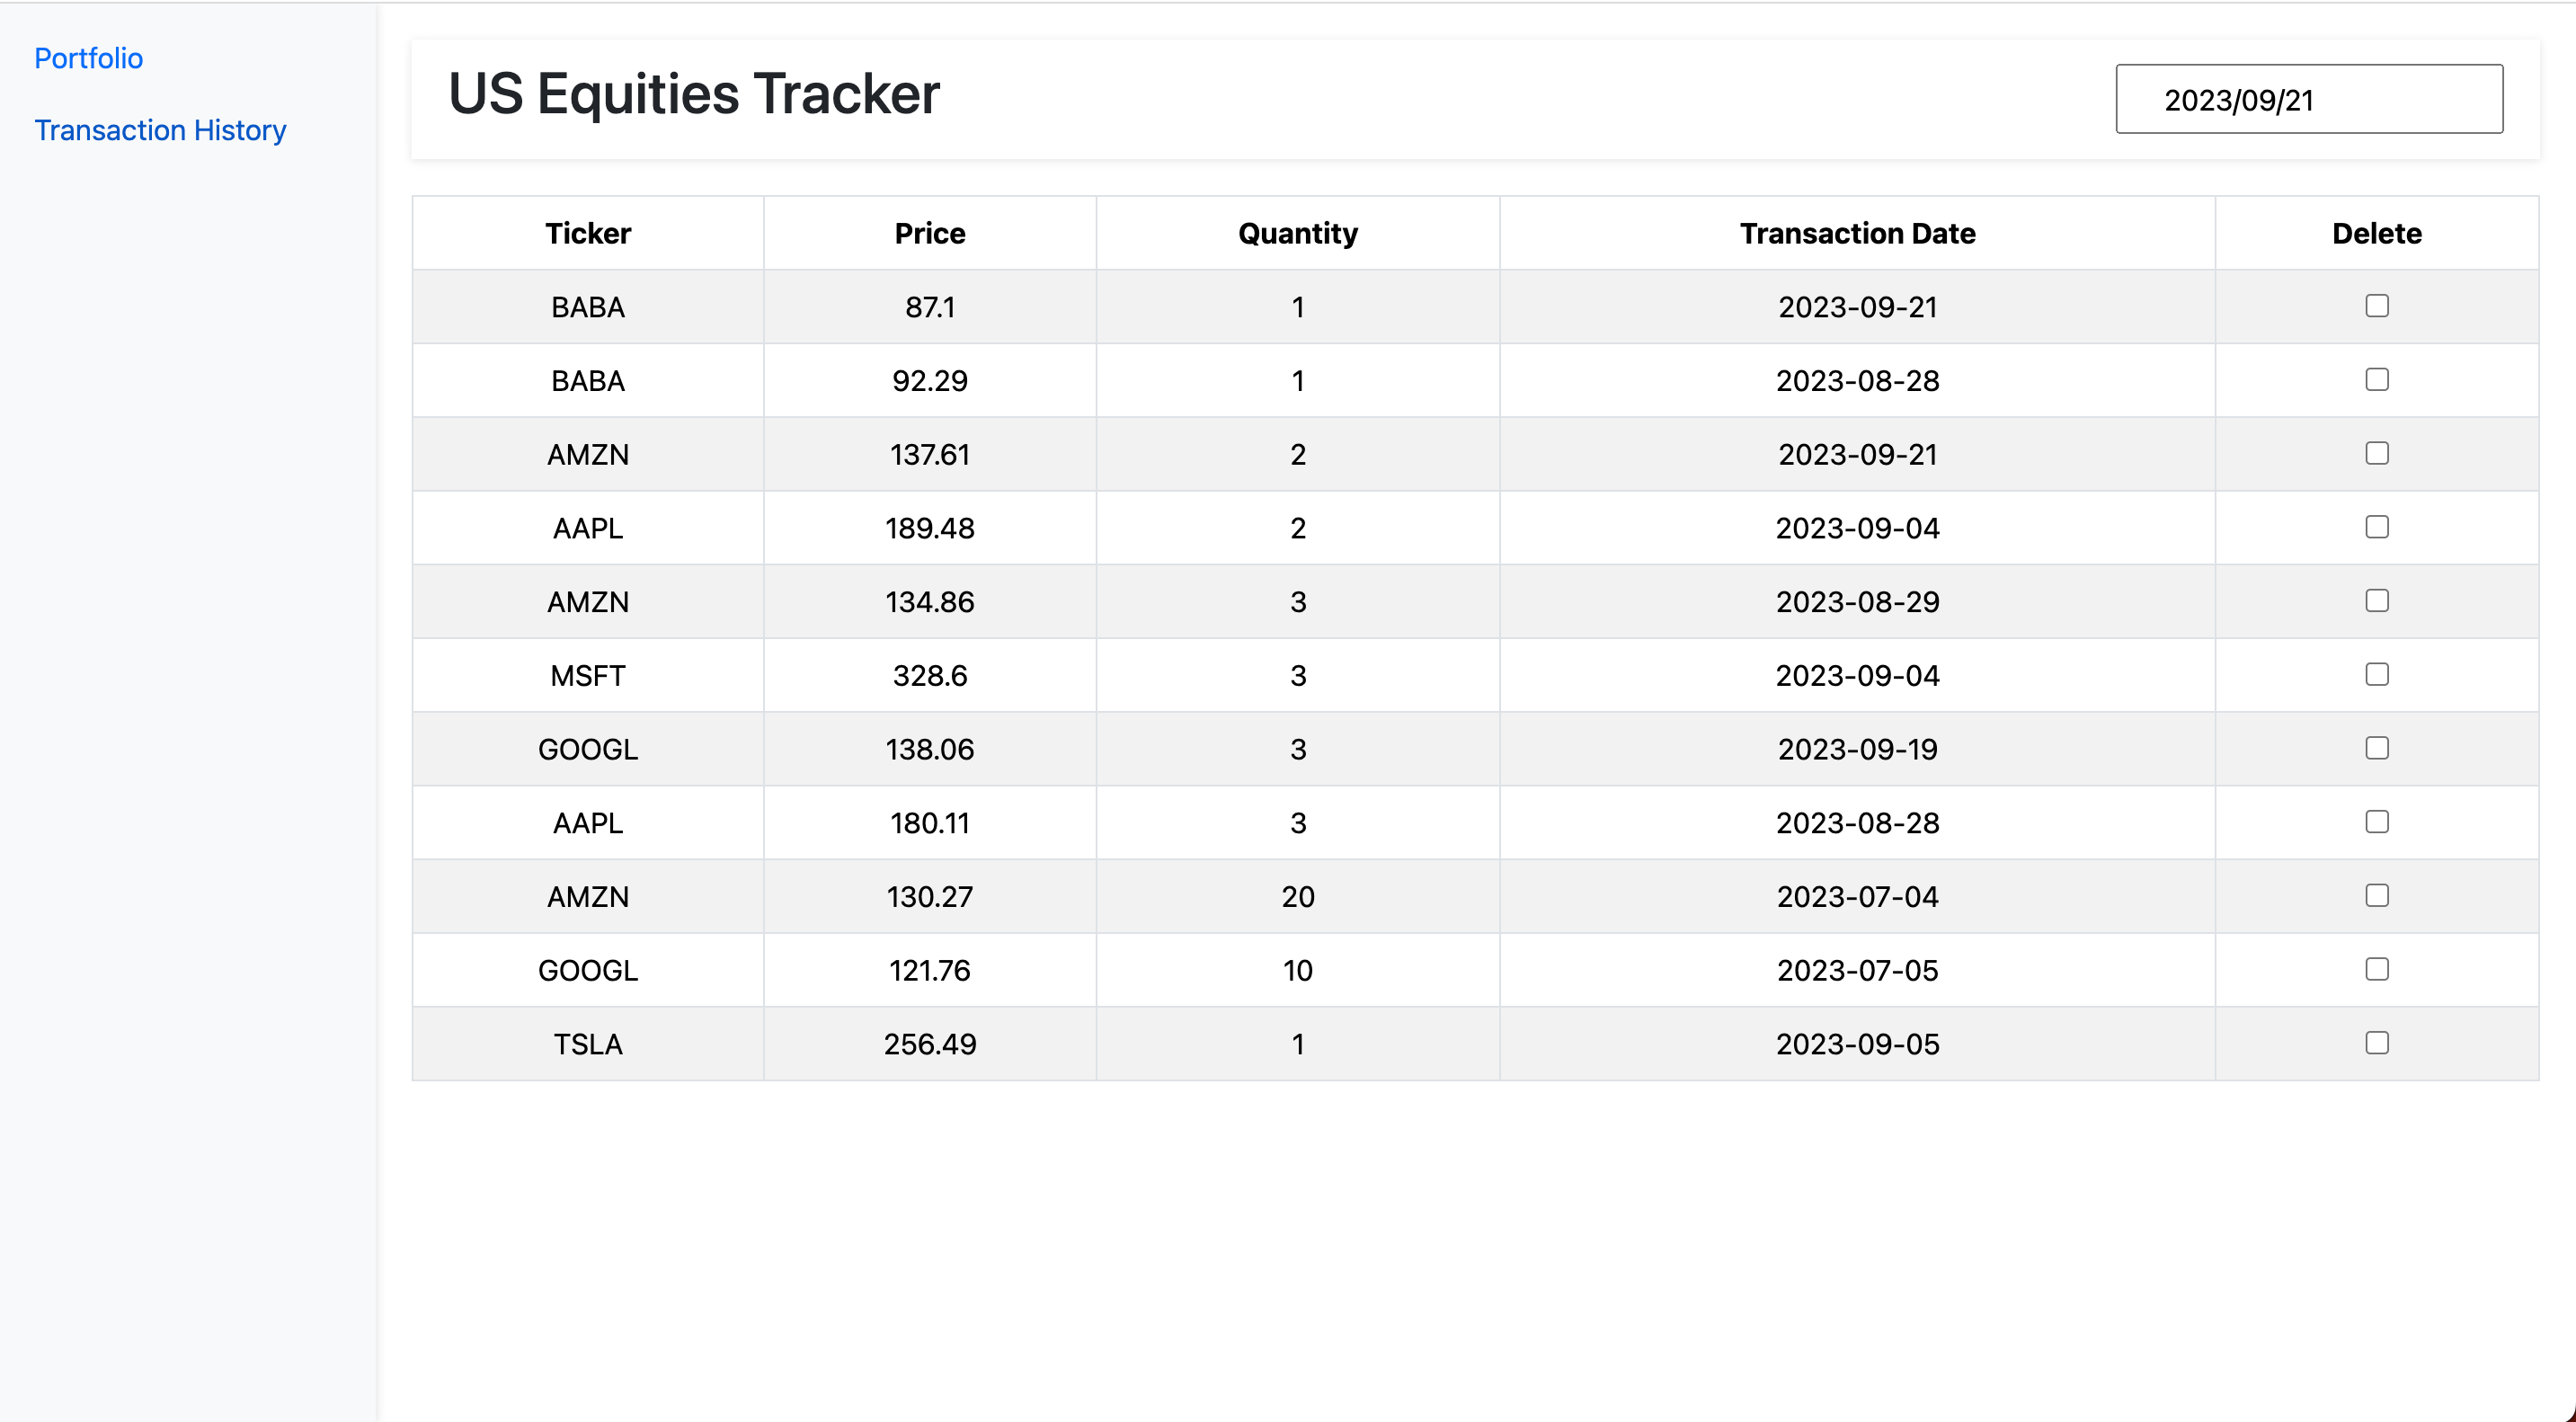 Portfolio
Transaction History
US Equities Tracker
2023/09/21
Ticker Price Quantity Transaction Date Delete
BABA 87.1 1 2023-09-21
BABA 92.29 1 2023-08-28
AMZN 137.61 2 2023-09-21
AAPL 189.48 2 2023-09-04
AMZN 134.86 3 2023-08-29
MSFT 328.6 3 2023-09-04
GOOGL 138.06 3 2023-09-19
AAPL 180.11 3 2023-08-28
AMZN 130.27 20 2023-07-04
GOOGL 121.76 10 2023-07-05
TSLA 256.49 1 2023-09-05